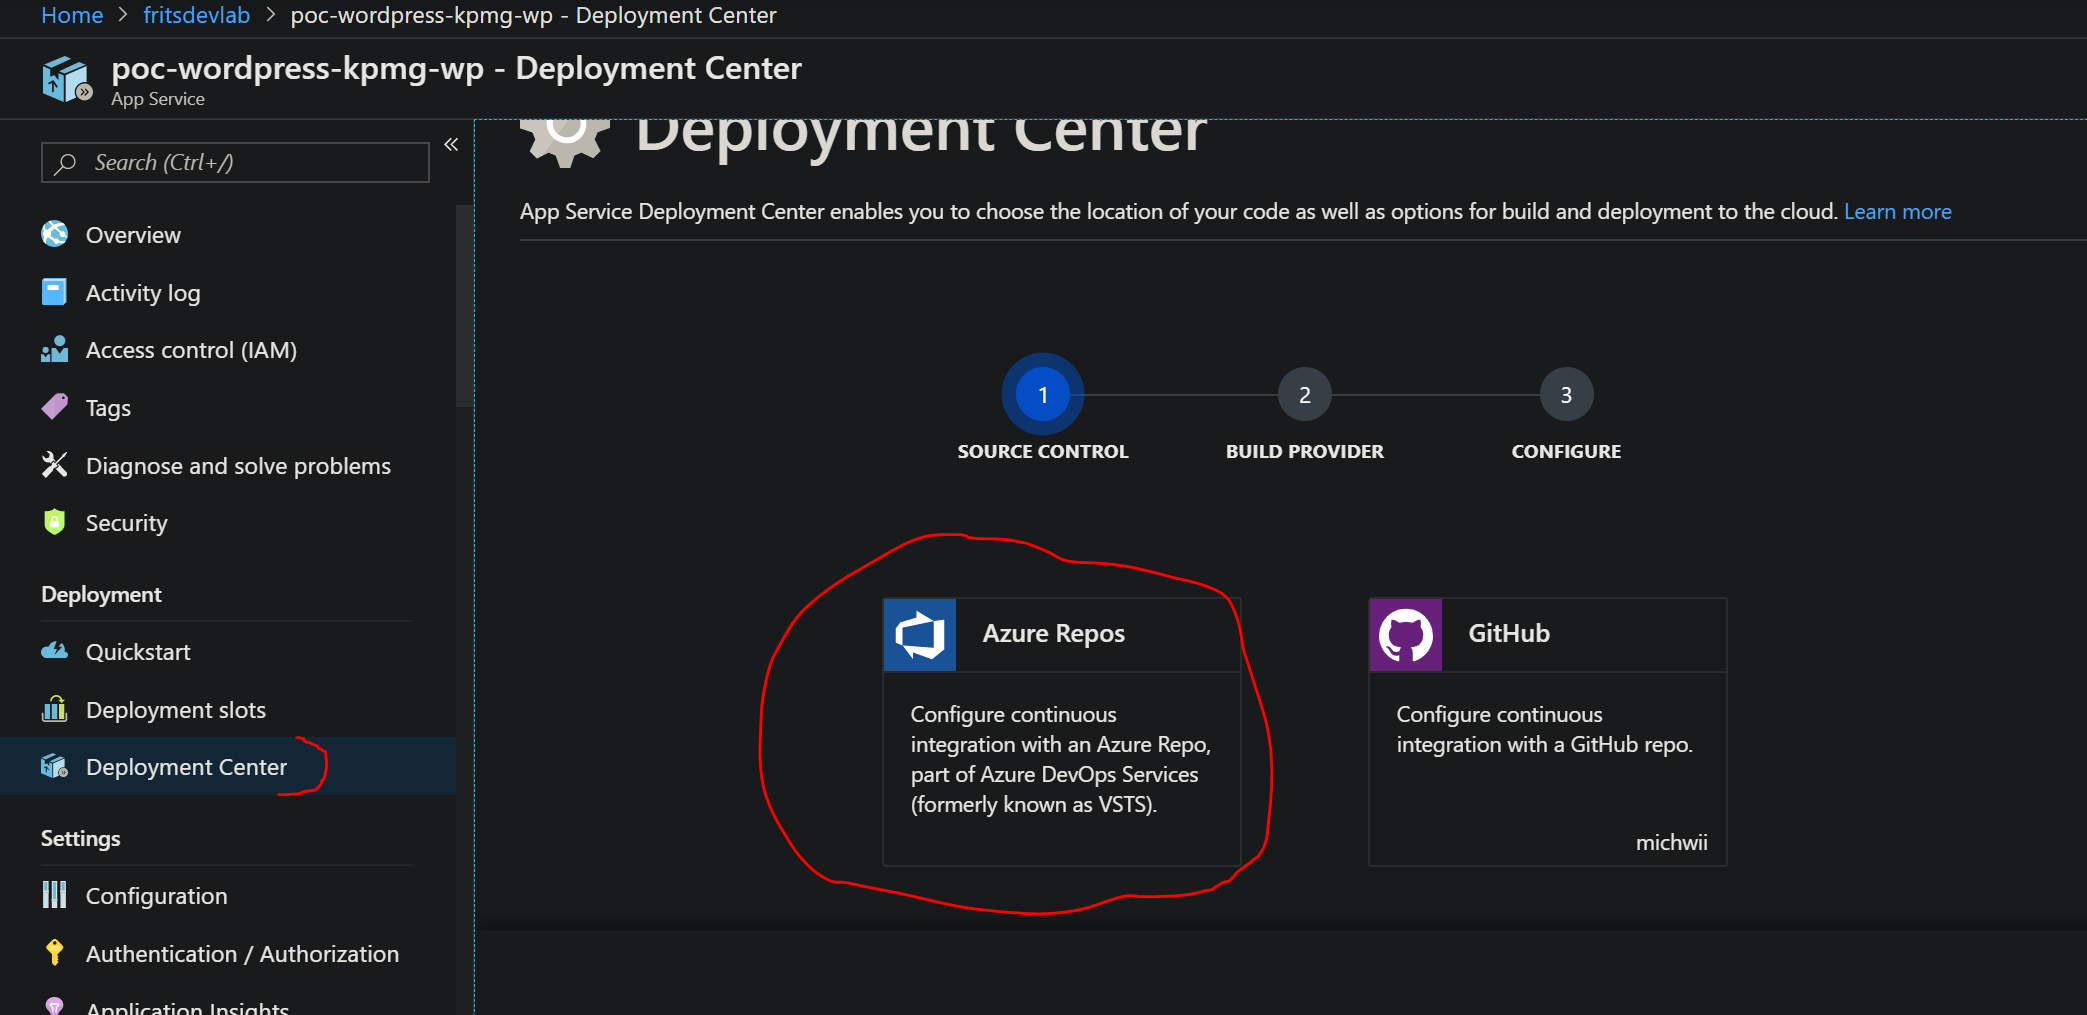 Home > fritsdevlab > poc-wordpress-kpmg-wp - Deployment Center
poc-wordpress-kpmg-wp - Deployment Center
App Service
Search (Ctrl+/)
«
Overview
Activity log
Access control (IAM)
Tags
Diagnose and solve problems
Security
Deployment
Quickstart
Deployment slots
Deployment Center
Settings
Configuration
Authentication / Authorization
Application Insights
Deployment Center
App Service Deployment Center enables you to choose the location of your code as well as options for build and deployment to the cloud. Learn more
1 2 3
SOURCE CONTROL BUILD PROVIDER CONFIGURE
Azure Repos
Configure continuous
integration with an Azure Repo,
part of Azure DevOps Services
(formerly known as VSTS).
GitHub
Configure continuous
integration with a GitHub repo.
michwii